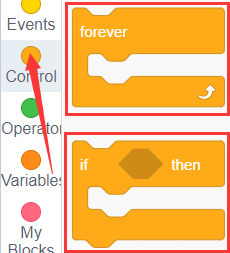 Events
forever
Control
Operators
if then
Variables
My
Blocks